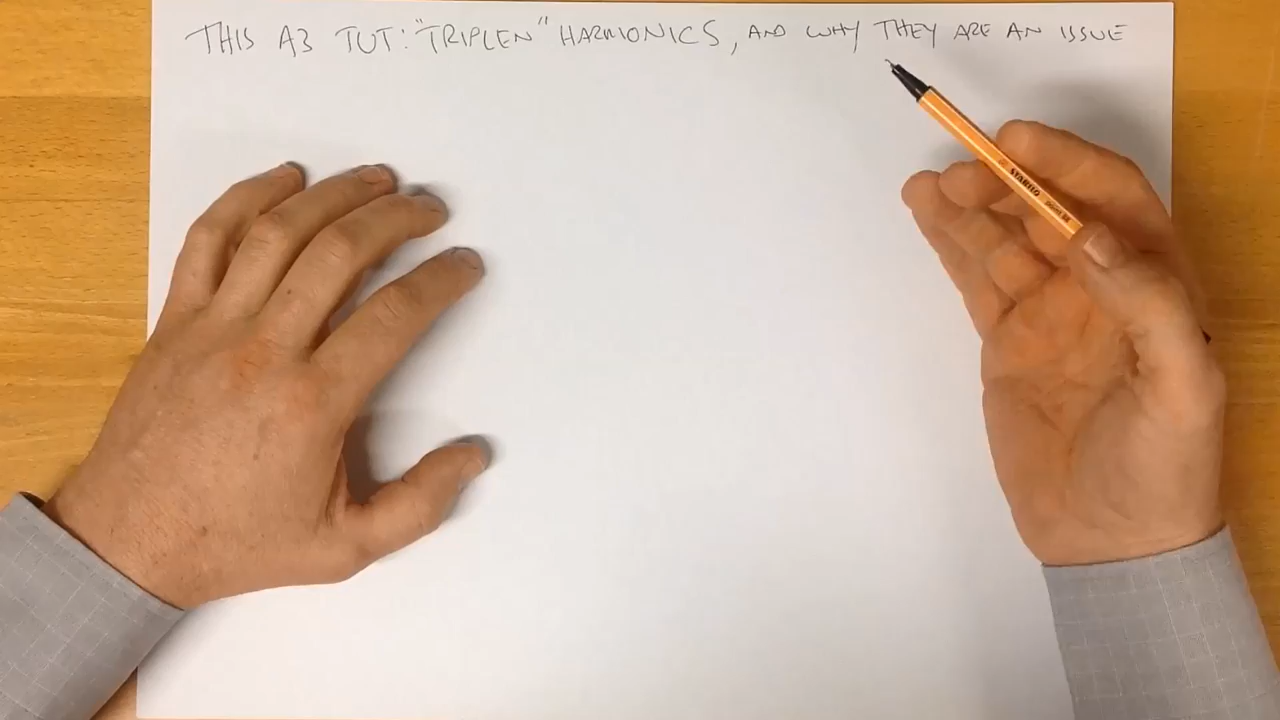 THIS A3 TUT: "TRIPLEN" HARMONICS, AND WHY THEY ARE AN ISSUE
STABILO